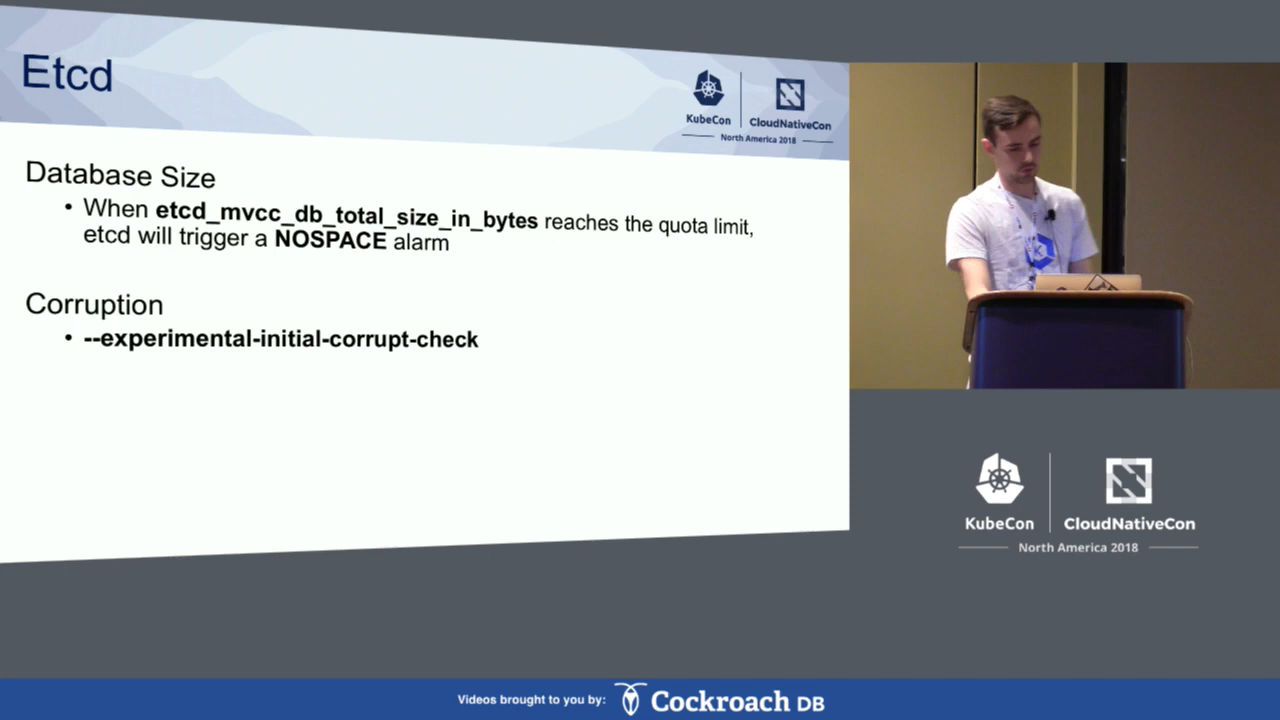 Etcd
KubeCon
CloudNativeCon
North America 2018
Database Size
• When etcd_mvcc_db_total_size_in_bytes reaches the quota limit,
etcd will trigger a NOSPACE alarm
Corruption
• --experimental-initial-corrupt-check
KubeCon
CloudNativeCon
North America 2018
Videos brought to you by: Cockroach DB